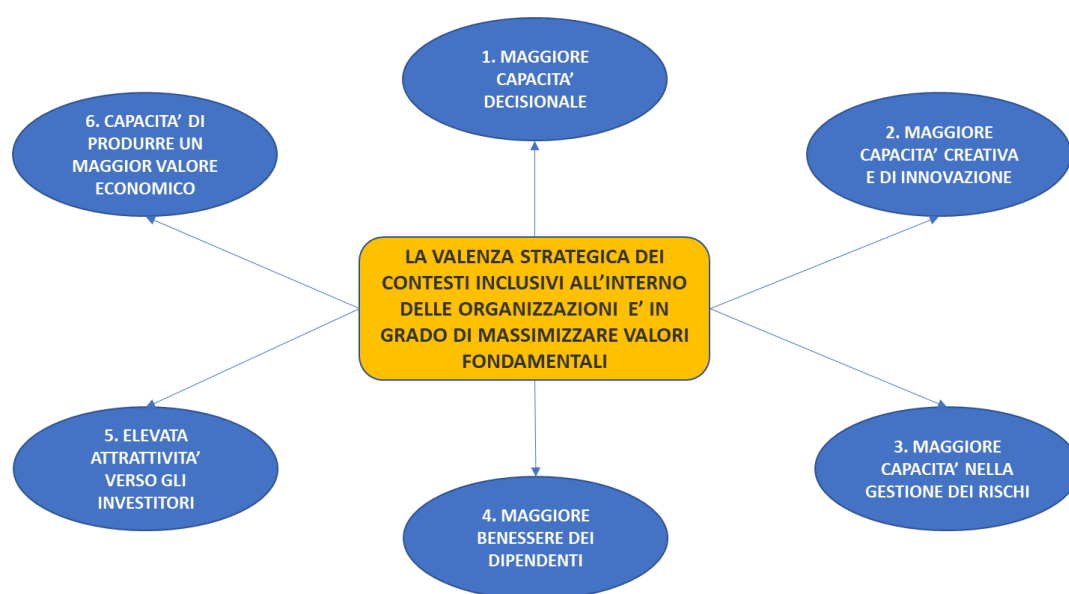 1. MAGGIORE
CAPACITA’
DECISIONALE
2. MAGGIORE
CAPACITA’ CREATIVA
E DI INNOVAZIONE
3. MAGGIORE
CAPACITA’ NELLA
GESTIONE DEI RISCHI
4. MAGGIORE
BENESSERE DEI
DIPENDENTI
5. ELEVATA
ATTRATTIVITA’
VERSO GLI
INVESTITORI
6. CAPACITA’ DI
PRODURRE UN
MAGGIOR VALORE
ECONOMICO
LA VALENZA STRATEGICA DEI
CONTESTI INCLUSIVI ALL’INTERNO
DELLE ORGANIZZAZIONI E’ IN
GRADO DI MASSIMIZZARE VALORI
FONDAMENTALI